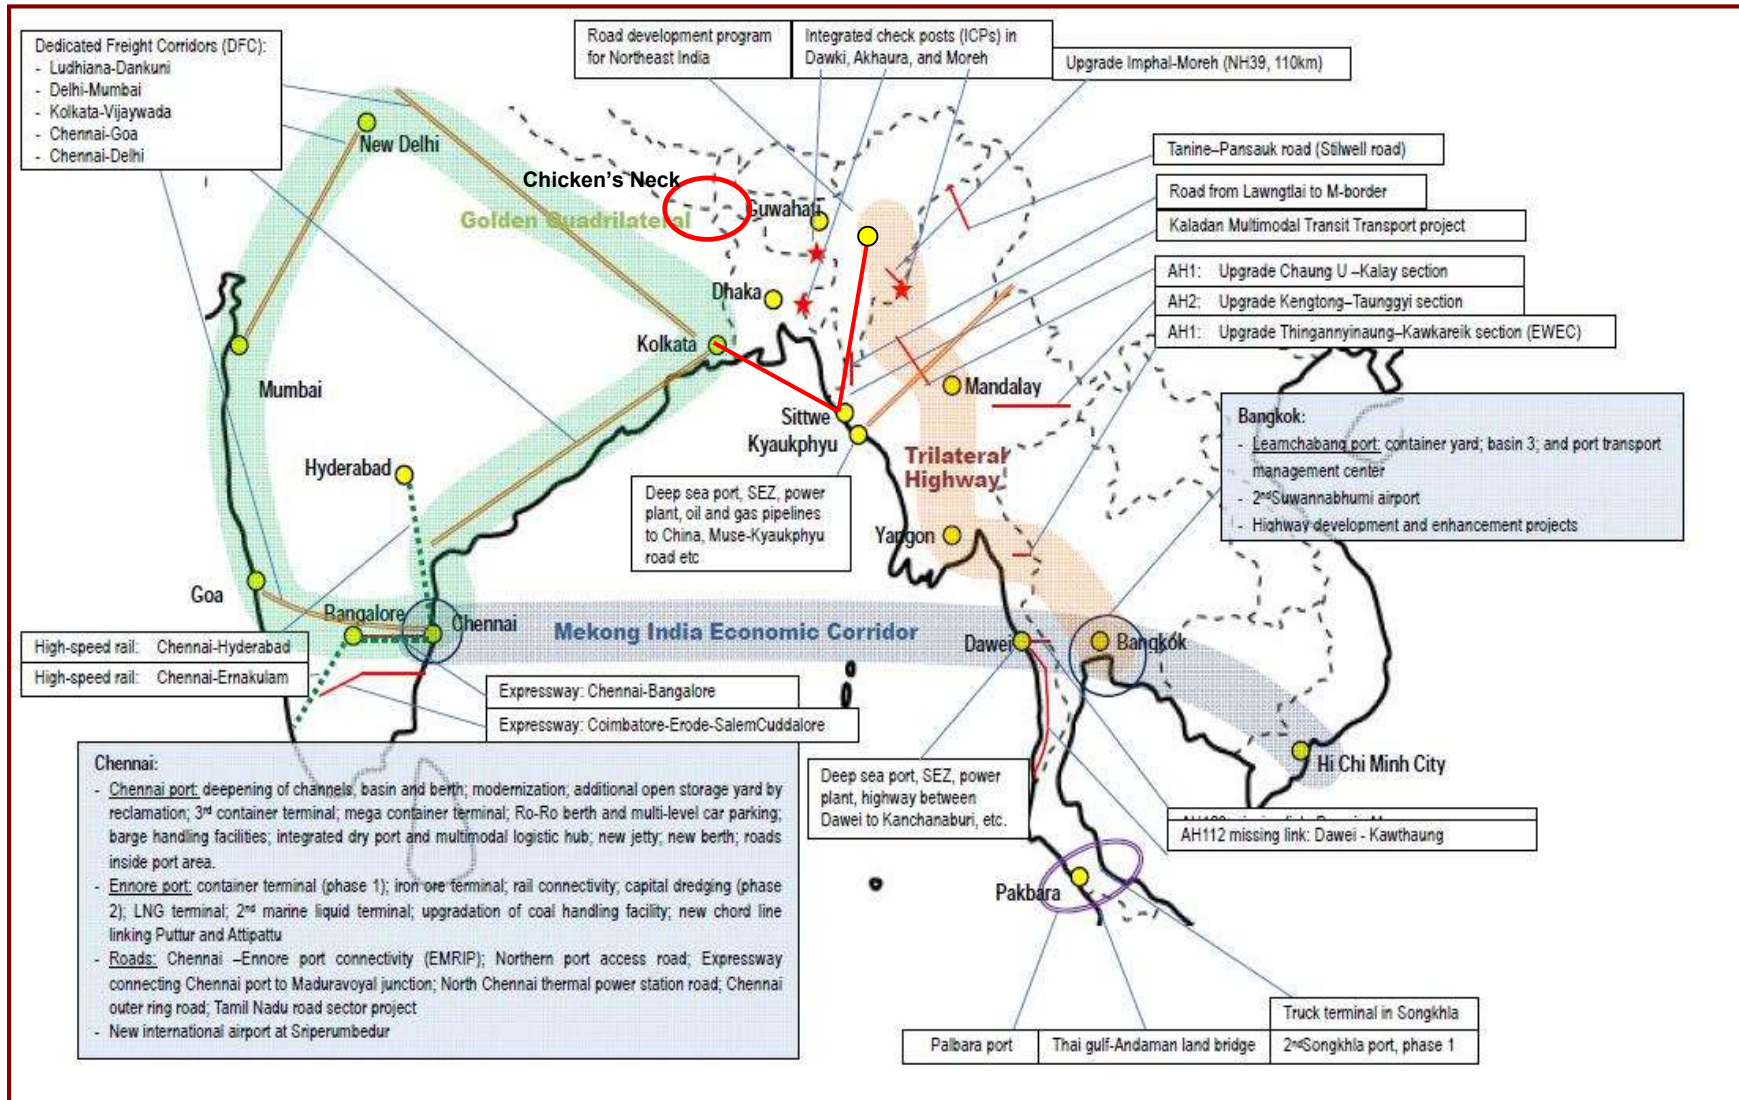 Dedicated Freight Corridors (DFC):
- Ludhiana-Dankuni
- Delhi-Mumbai
- Kolkata-Vijaywada
- Chennai-Goa
- Chennai-Delhi
Road development program
for Northeast India
Integrated check posts (ICPs) in
Dawki, Akhaura, and Moreh
Upgrade Imphal-Moreh (NH39, 110km)
New Delhi
Chicken's Neck
Golden Quadrilateral
Guwahati
Tanine–Pansauk road (Stilwell road)
Road from Lawngtlai to M-border
Kaladan Multimodal Transit Transport project
AH1: Upgrade Chaung U –Kalay section
AH2: Upgrade Kengtong–Taunggyi section
AH1: Upgrade Thingannyinaung–Kawkareik section (EWEC)
Dhaka
Kolkata
Mumbai
Mandalay
Sittwe
Kyaukphyu
Hyderabad
Trilateral
Highway
Deep sea port, SEZ, power
plant, oil and gas pipelines
to China, Muse-Kyaukphyu
road etc
Yangon
Bangkok:
- Leamchabang port: container yard; basin 3; and port transport
management center
- 2nd Suwannabhumi airport
- Highway development and enhancement projects
Goa
Bangalore
Chennai
Mekong India Economic Corridor
Dawei
Bangkok
High-speed rail: Chennai-Hyderabad
High-speed rail: Chennai-Ernakulam
Expressway: Chennai-Bangalore
Expressway: Coimbatore-Erode-SalemCuddalore
Hi Chi Minh City
Chennai:
- Chennai port: deepening of channels, basin and berth; modernization; additional open storage yard by
reclamation; 3rd container terminal; mega container terminal; Ro-Ro berth and multi-level car parking;
barge handling facilities; integrated dry port and multimodal logistic hub; new jetty; new berth; roads
inside port area.
- Ennore port: container terminal (phase 1); iron ore terminal; rail connectivity; capital dredging (phase
2); LNG terminal; 2nd marine liquid terminal; upgradation of coal handling facility; new chord line
linking Puttur and Attipattu
- Roads: Chennai –Ennore port connectivity (EMRIP); Northern port access road; Expressway
connecting Chennai port to Maduravoyal junction; North Chennai thermal power station road; Chennai
outer ring road; Tamil Nadu road sector project
- New international airport at Sriperumbedur
Deep sea port, SEZ, power
plant, highway between
Dawei to Kanchanaburi, etc.
AH112 missing link: Dawei - Kawthaung
Pakbara
Truck terminal in Songkhla
Palbara port
Thai gulf-Andaman land bridge
2nd Songkhla port, phase 1